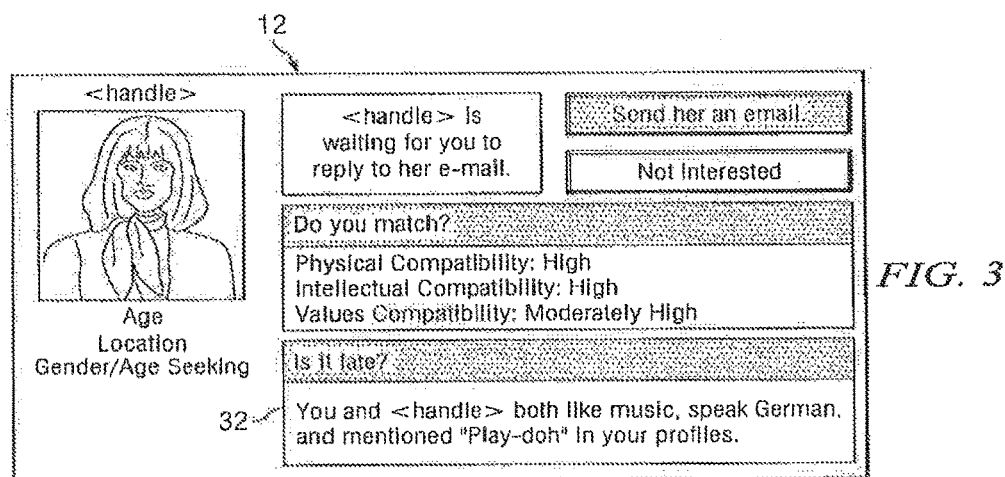 12
<handle>
<handle> Is
waiting for you to
reply to her e-mail.
Send her an email.
Not Interested
Do you match?
Physical Compatibility: High
Intellectual Compatibility: High
Values Compatibility: Moderately High
Age
Location
Gender/Age Seeking
Is it late?
32
You and <handle> both like music, speak German,
and mentioned "Play-doh" In your profiles.
FIG. 3